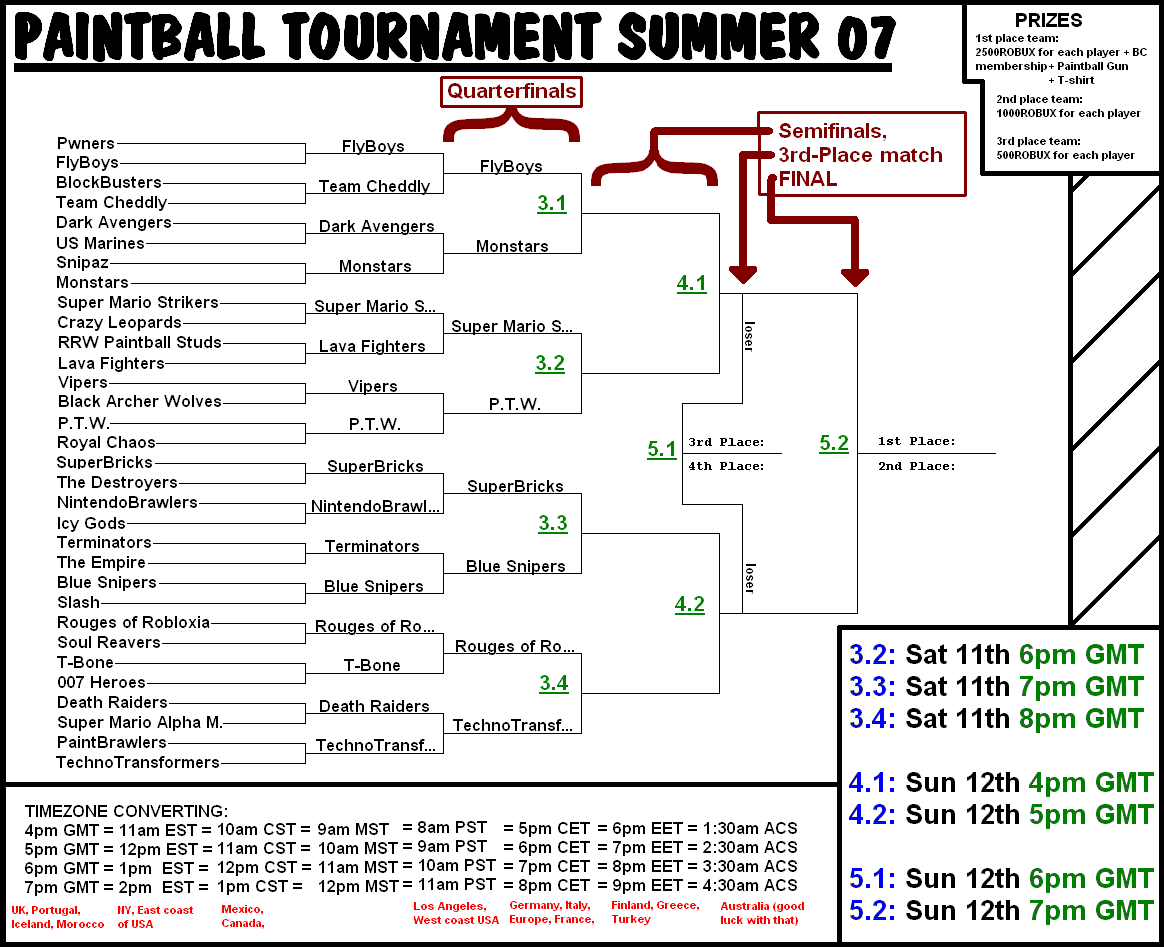 PAINTBALL TOURNAMENT SUMMER 07
PRIZES
1st place team:
2500ROBUX for each player + BC
membership+ Paintball Gun
+ T-shirt
2nd place team:
1000ROBUX for each player
3rd place team:
500ROBUX for each player
Quarterfinals
Semifinals,
3rd-Place match
FINAL
Pwners
FlyBoys
BlockBusters
Team Cheddly
Dark Avengers
US Marines
Snipaz
Monstars
Super Mario Strikers
Crazy Leopards
RRW Paintball Studs
Lava Fighters
Vipers
Black Archer Wolves
P.T.W.
Royal Chaos
SuperBricks
The Destroyers
NintendoBrawlers
Icy Gods
Terminators
The Empire
Blue Snipers
Slash
Rouges of Robloxia
Soul Reavers
T-Bone
007 Heroes
Death Raiders
Super Mario Alpha M.
PaintBrawlers
TechnoTransformers
FlyBoys
Team Cheddly
Dark Avengers
Monstars
Super Mario S...
Lava Fighters
Vipers
P.T.W.
SuperBricks
NintendoBrawl...
Terminators
Blue Snipers
Rouges of Ro...
T-Bone
Death Raiders
TechnoTransf...
FlyBoys
3.1
Monstars
Super Mario S...
3.2
P.T.W.
SuperBricks
3.3
Blue Snipers
Rouges of Ro...
3.4
TechnoTransf...
4.1
4.2
loser
loser
5.1
3rd Place:
4th Place:
5.2
1st Place:
2nd Place:
3.2: Sat 11th 6pm GMT
3.3: Sat 11th 7pm GMT
3.4: Sat 11th 8pm GMT
4.1: Sun 12th 4pm GMT
4.2: Sun 12th 5pm GMT
5.1: Sun 12th 6pm GMT
5.2: Sun 12th 7pm GMT
TIMEZONE CONVERTING:
4pm GMT = 11am EST = 10am CST = 9am MST = 8am PST = 5pm CET = 6pm EET = 1:30am ACS
5pm GMT = 12pm EST = 11am CST = 10am MST = 9am PST = 6pm CET = 7pm EET = 2:30am ACS
6pm GMT = 1pm EST = 12pm CST = 11am MST = 10am PST = 7pm CET = 8pm EET = 3:30am ACS
7pm GMT = 2pm EST = 1pm CST = 12pm MST = 11am PST = 8pm CET = 9pm EET = 4:30am ACS
UK, Portugal,
Iceland, Morocco
NY, East coast
of USA
Mexico,
Canada,
Los Angeles,
West coast USA
Germany, Italy,
Europe, France,
Finland, Greece,
Turkey
Australia (good
luck with that)